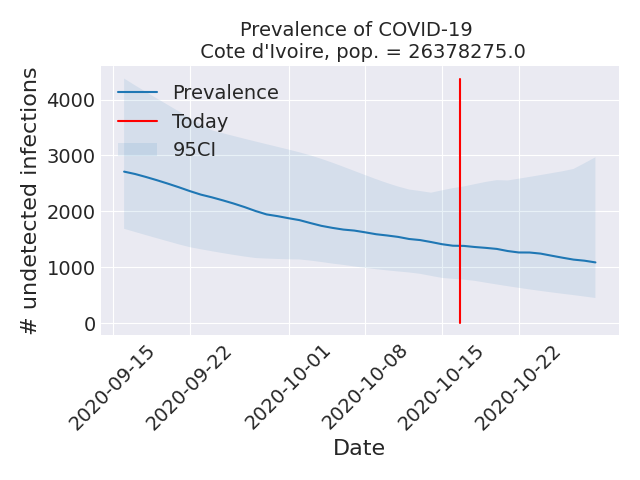 Prevalence of COVID-19
Cote d'Ivoire, pop. = 26378275.0
# undetected infections
4000
3000
2000
1000
0
Prevalence
Today
95CI
2020-09-15
2020-09-22
2020-10-01
2020-10-08
2020-10-15
2020-10-22
Date